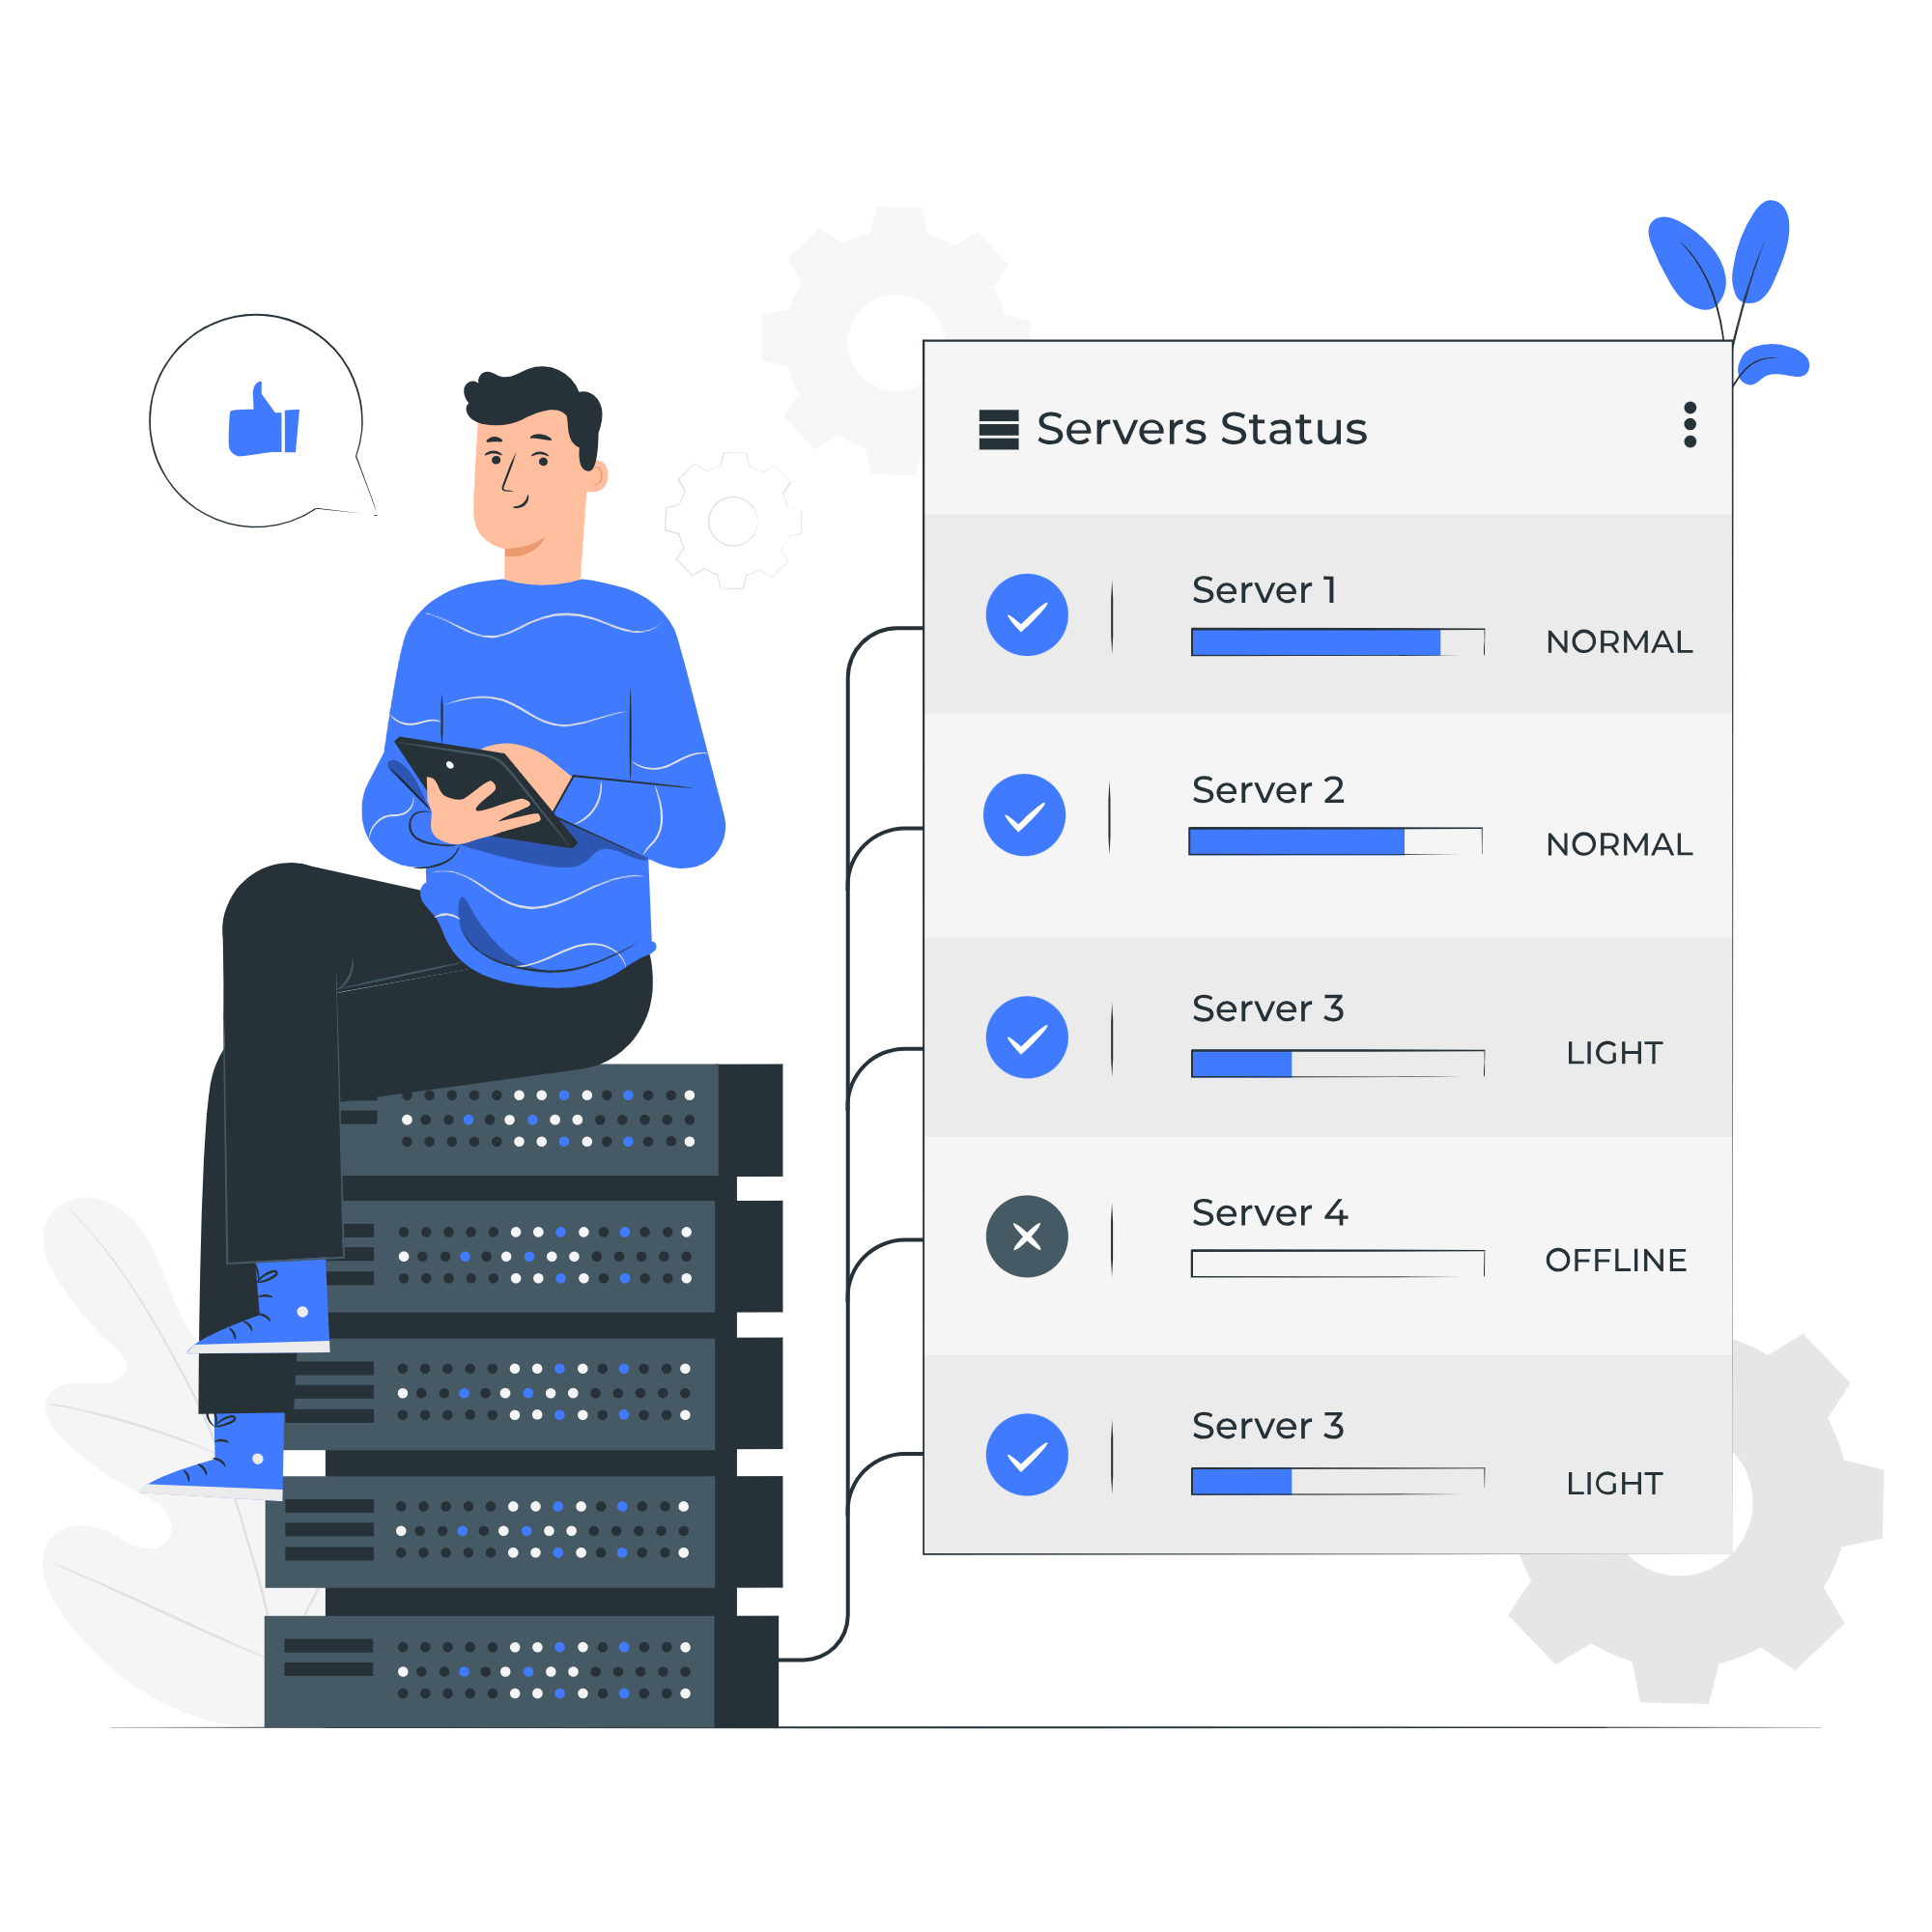 Servers Status
Server 1
NORMAL
Server 2
NORMAL
Server 3
LIGHT
Server 4
OFFLINE
Server 3
LIGHT